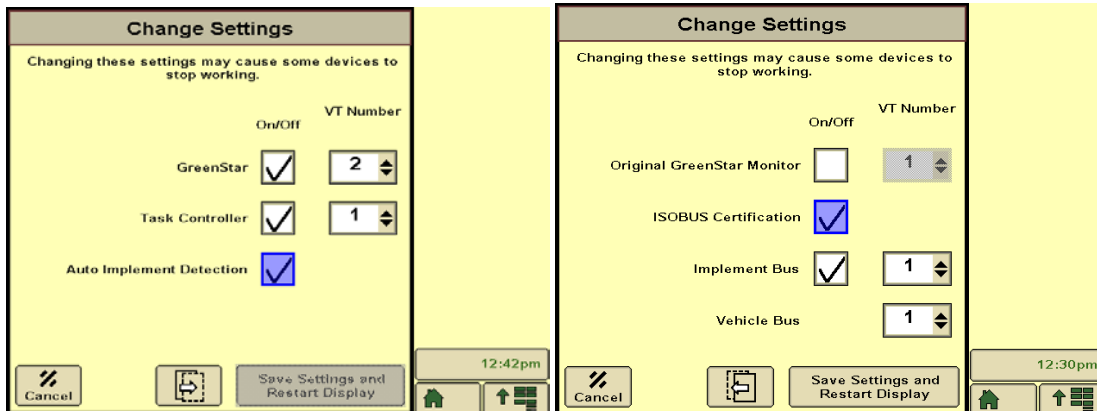 Change Settings
Changing these settings may cause some devices to
stop working.
VT Number
On/Off
GreenStar
2
Task Controller
1
Auto Implement Detection
12:42pm
Cancel
Save Settings and
Restart Display
Change Settings
Changing these settings may cause some devices to
stop working.
VT Number
On/Off
Original GreenStar Monitor
1
ISOBUS Certification
Implement Bus
1
Vehicle Bus
1
12:30pm
Cancel
Save Settings and
Restart Display